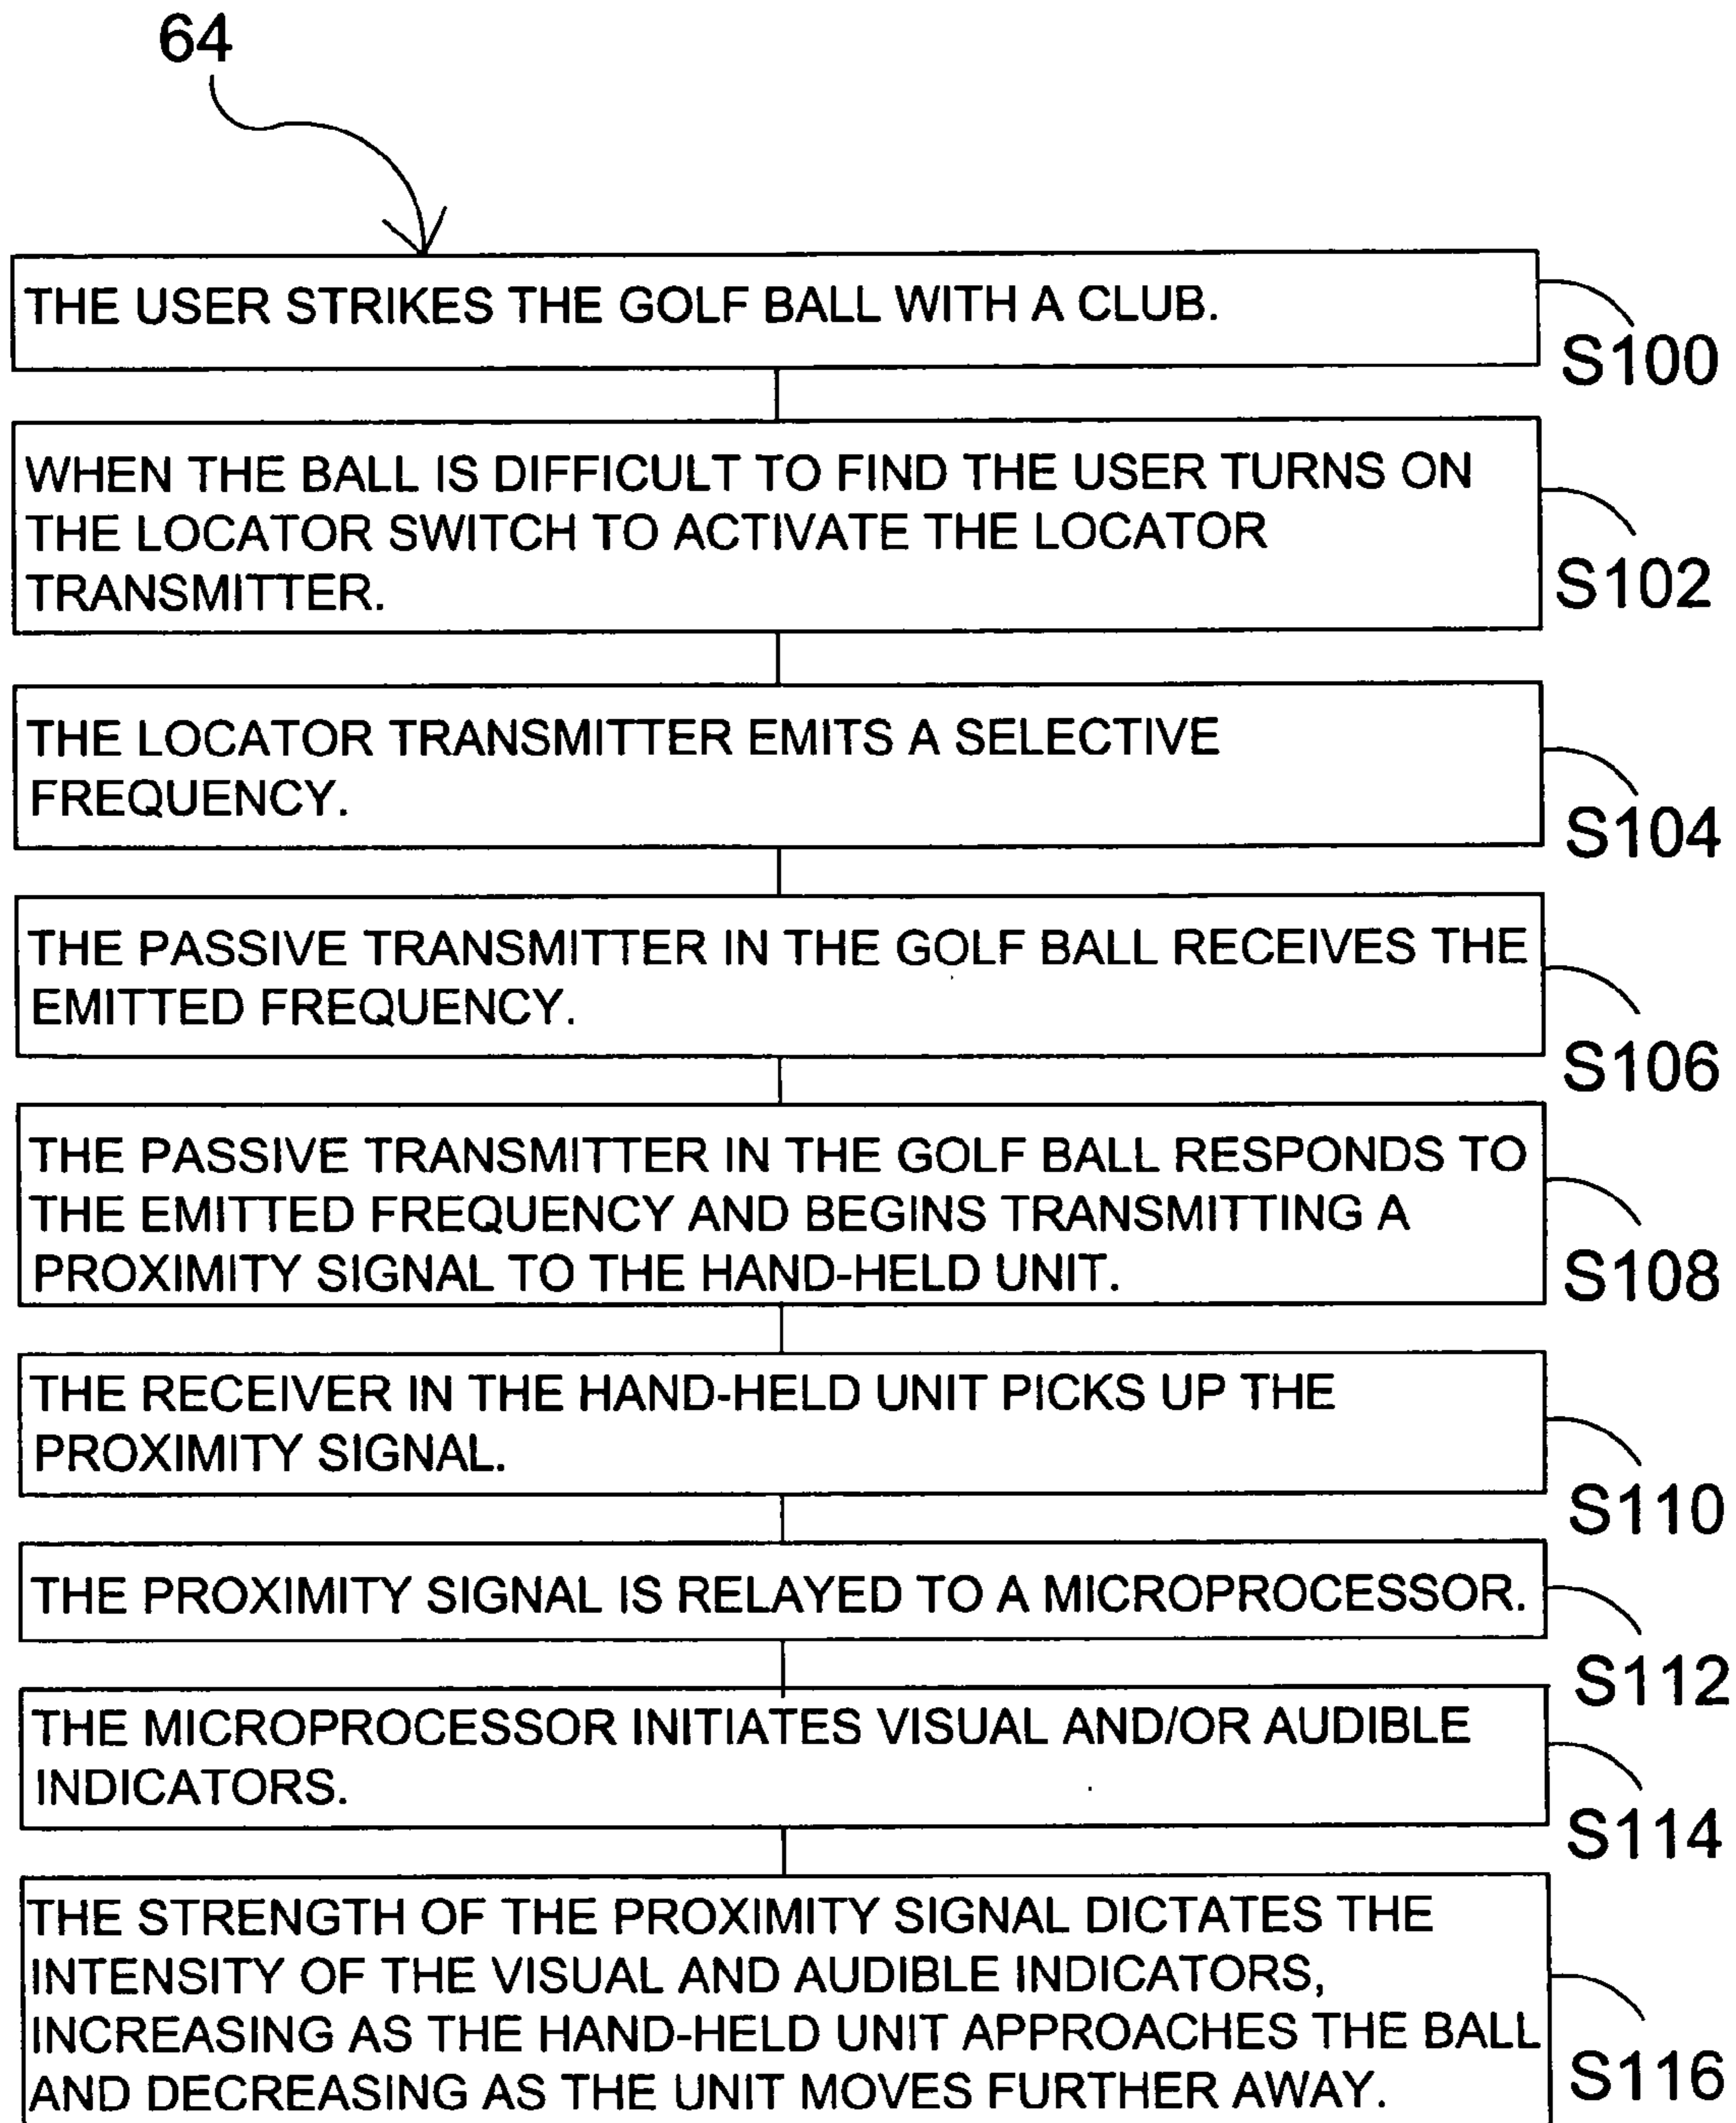 64
THE USER STRIKES THE GOLF BALL WITH A CLUB.
S100
WHEN THE BALL IS DIFFICULT TO FIND THE USER TURNS ON
THE LOCATOR SWITCH TO ACTIVATE THE LOCATOR
TRANSMITTER.
S102
THE LOCATOR TRANSMITTER EMITS A SELECTIVE
FREQUENCY.
S104
THE PASSIVE TRANSMITTER IN THE GOLF BALL RECEIVES THE
EMITTED FREQUENCY.
S106
THE PASSIVE TRANSMITTER IN THE GOLF BALL RESPONDS TO
THE EMITTED FREQUENCY AND BEGINS TRANSMITTING A
PROXIMITY SIGNAL TO THE HAND-HELD UNIT.
S108
THE RECEIVER IN THE HAND-HELD UNIT PICKS UP THE
PROXIMITY SIGNAL.
S110
THE PROXIMITY SIGNAL IS RELAYED TO A MICROPROCESSOR.
S112
THE MICROPROCESSOR INITIATES VISUAL AND/OR AUDIBLE
INDICATORS.
S114
THE STRENGTH OF THE PROXIMITY SIGNAL DICTATES THE
INTENSITY OF THE VISUAL AND AUDIBLE INDICATORS,
INCREASING AS THE HAND-HELD UNIT APPROACHES THE BALL
AND DECREASING AS THE UNIT MOVES FURTHER AWAY.
S116